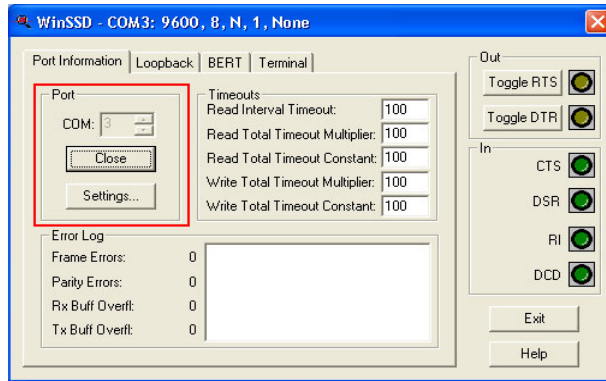 WinSSD - COM3: 9600, 8, N, 1, None
Port Information
Loopback
BERT
Terminal
Port
COM: 3
Close
Settings...
Timeouts
Read Interval Timeout: 100
Read Total Timeout Multiplier: 100
Read Total Timeout Constant: 100
Write Total Timeout Multiplier: 100
Write Total Timeout Constant: 100
Error Log
Frame Errors: 0
Parity Errors: 0
Rx Buff Overfl: 0
Tx Buff Overfl: 0
Out
Toggle RTS
Toggle DTR
In
CTS
DSR
RI
DCD
Exit
Help